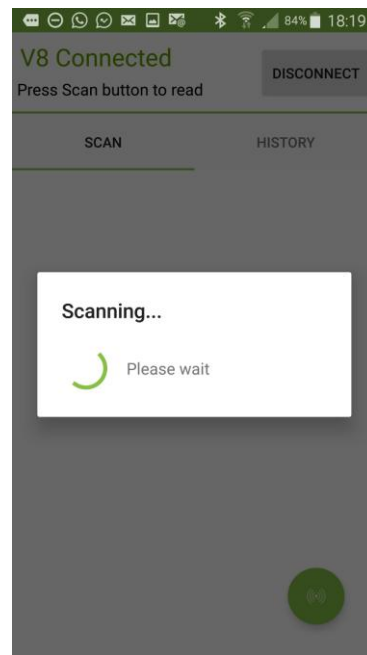 84% 18:19
V8 Connected
Press Scan button to read
DISCONNECT
SCAN HISTORY
Scanning...
Please wait